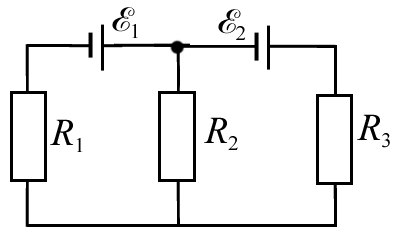 ℰ₁ ℰ₂
R₁ R₂ R₃